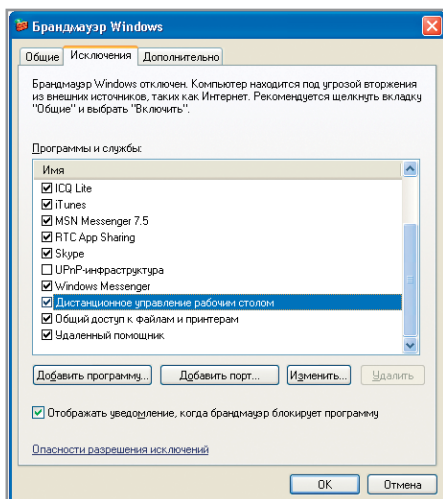 Брандмауэр Windows
Общие Исключения Дополнительно
Брандмауэр Windows отключен. Компьютер находится под угрозой вторжения
из внешних источников, таких как Интернет. Рекомендуется щелкнуть вкладку
"Общие" и выбрать "Включить".
Программы и службы:
Имя
ICQ Lite
iTunes
MSN Messenger 7.5
RTC App Sharing
Skype
UPnP-инфраструктура
Windows Messenger
Дистанционное управление рабочим столом
Общий доступ к файлам и принтерам
Удаленный помощник
Добавить программу... Добавить порт... Изменить... Удалить
Отображать уведомление, когда брандмауэр блокирует программу
Опасности разрешения исключений
OK Отмена